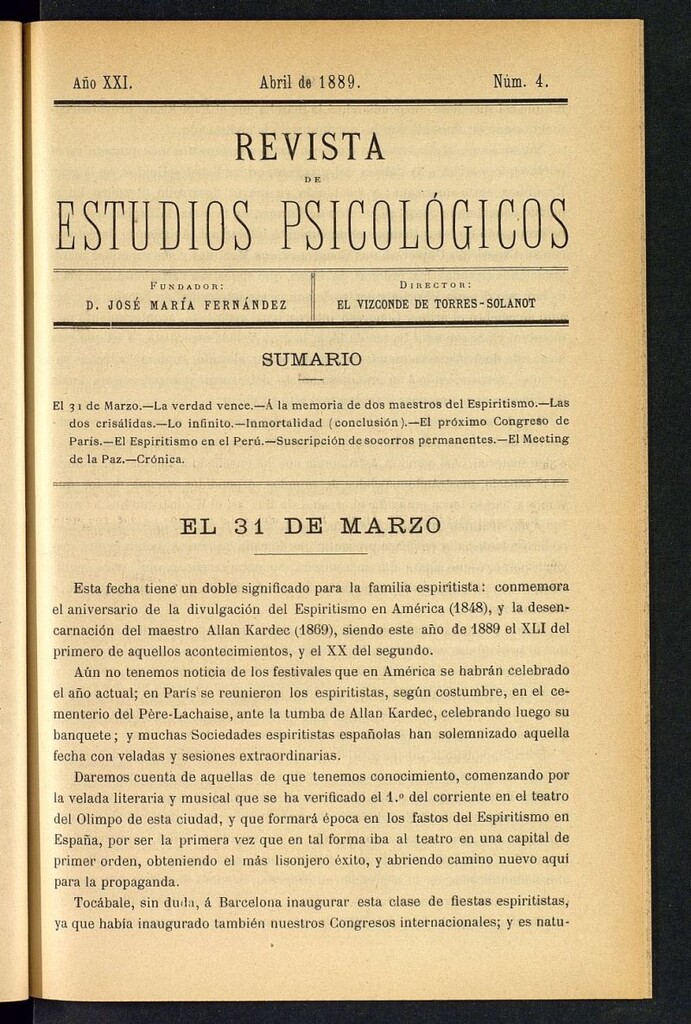 Año XXI. Abril de 1889. Núm. 4.
REVISTA
DE
ESTUDIOS PSICOLÓGICOS
FUNDADOR:
D. JOSÉ MARÍA FERNÁNDEZ
DIRECTOR:
EL VIZCONDE DE TORRES-SOLANOT
SUMARIO
El 31 de Marzo.—La verdad vence.—Á la memoria de dos maestros del Espiritismo.—Las
dos crisálidas.—Lo infinito.—Inmortalidad (conclusión).—El próximo Congreso de
París.—El Espiritismo en el Perú.—Suscripción de socorros permanentes.—El Meeting
de la Paz.—Crónica.
EL 31 DE MARZO
Esta fecha tiene un doble significado para la familia espiritista: conmemora
el aniversario de la divulgación del Espiritismo en América (1848), y la desen-
carnación del maestro Allan Kardec (1869), siendo este año de 1889 el XLI del
primero de aquellos acontecimientos, y el XX del segundo.
Aún no tenemos noticia de los festivales que en América se habrán celebrado
el año actual; en París se reunieron los espiritistas, según costumbre, en el ce-
menterio del Père-Lachaise, ante la tumba de Allan Kardec, celebrando luego su
banquete; y muchas Sociedades espiritistas españolas han solemnizado aquella
fecha con veladas y sesiones extraordinarias.
Daremos cuenta de aquellas de que tenemos conocimiento, comenzando por
la velada literaria y musical que se ha verificado el 1.º del corriente en el teatro
del Olimpo de esta ciudad, y que formará época en los fastos del Espiritismo en
España, por ser la primera vez que en tal forma iba al teatro en una capital de
primer orden, obteniendo el más lisonjero éxito, y abriendo camino nuevo aquí
para la propaganda.
Tocábale, sin duda, á Barcelona inaugurar esta clase de fiestas espiritistas,
ya que había inaugurado también nuestros Congresos internacionales; y es natu-